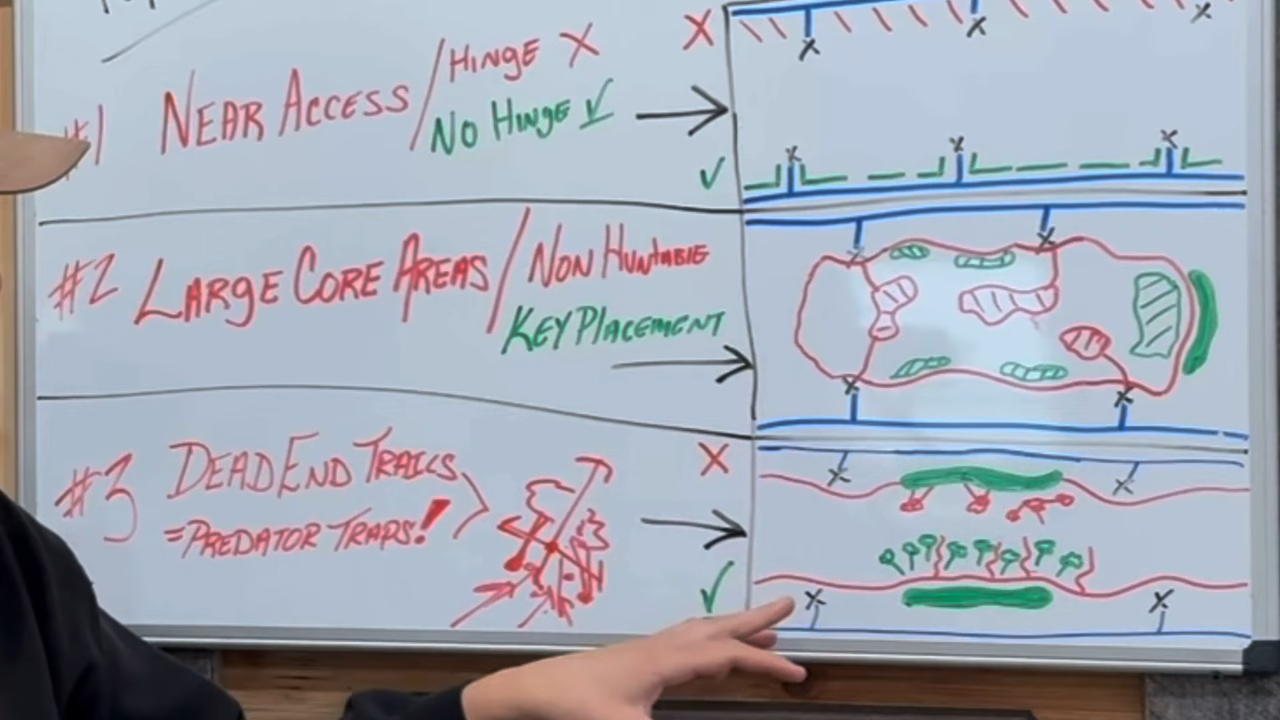 #1 NEAR ACCESS / HINGE X
NO HINGE ✓
#2 LARGE CORE AREAS / NON HUNTABLE
KEY PLACEMENT
#3 DEAD END TRAILS
= PREDATOR TRAPS!